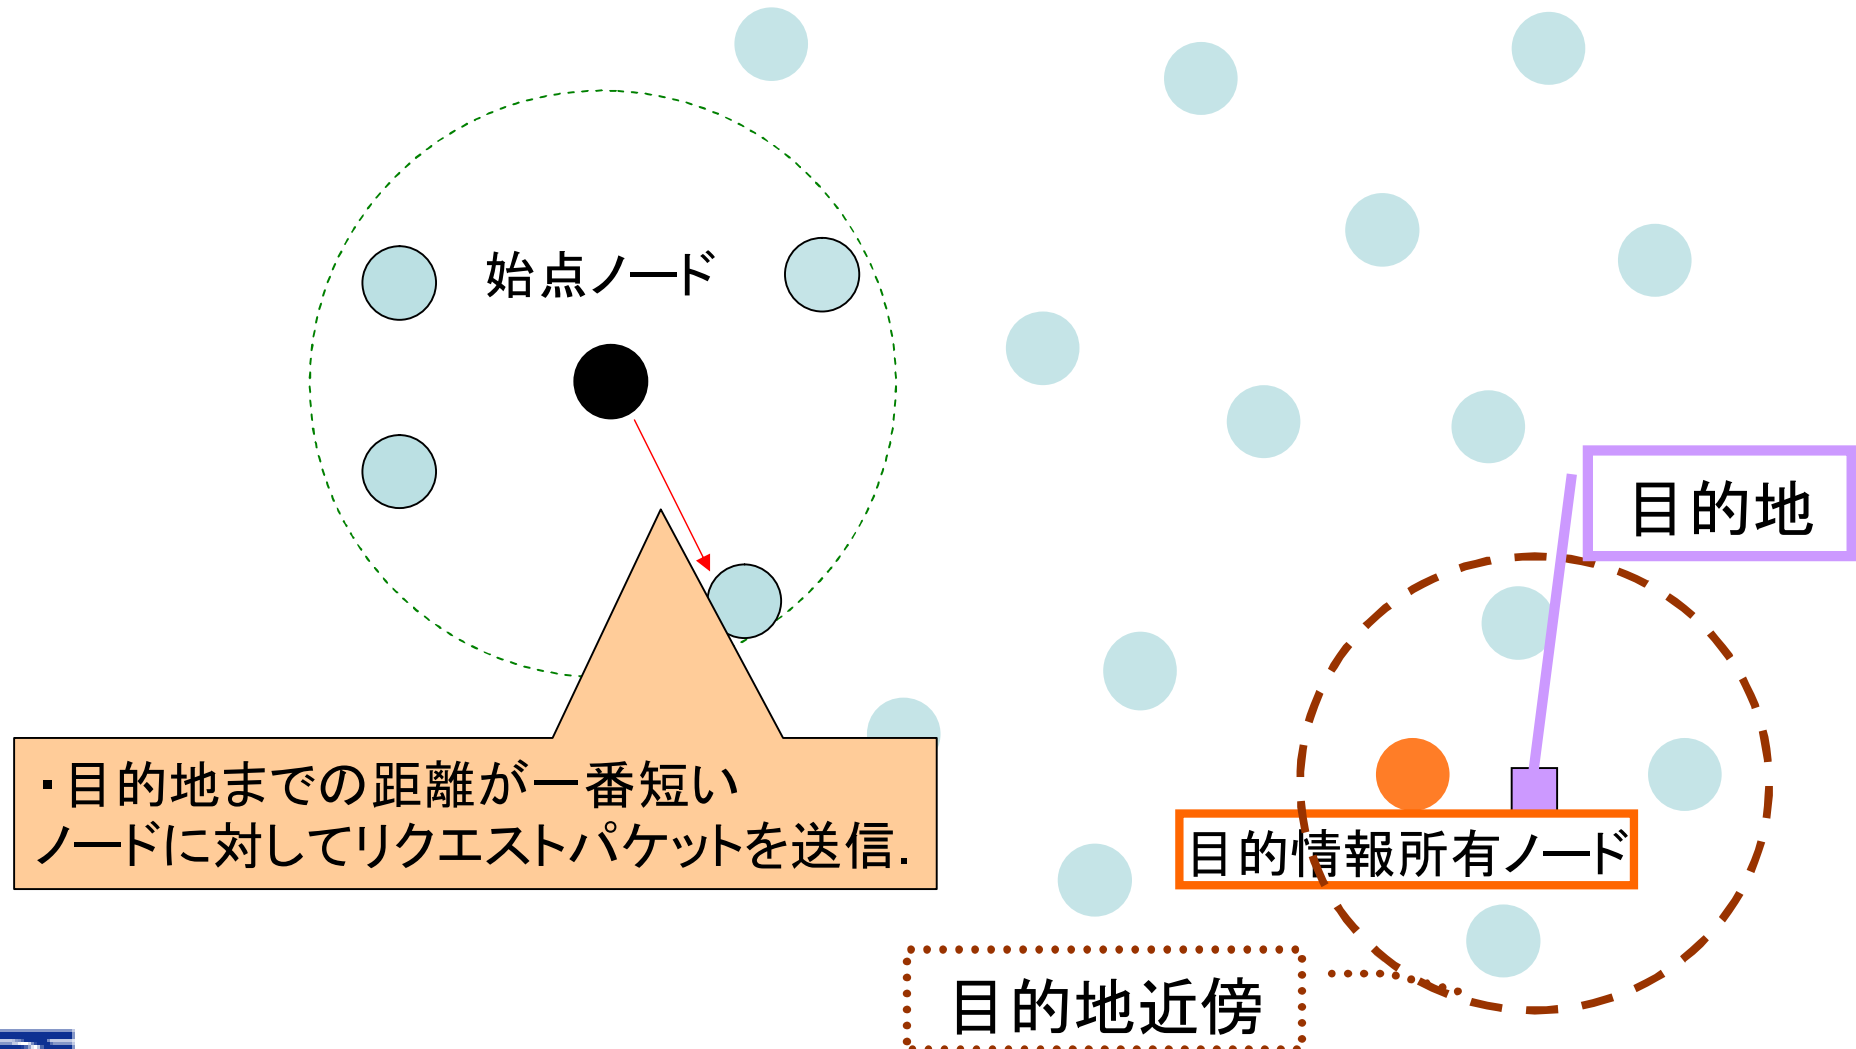 始点ノード
目的地
・目的地までの距離が一番短い
ノードに対してリクエストパケットを送信.
目的情報所有ノード
目的地近傍